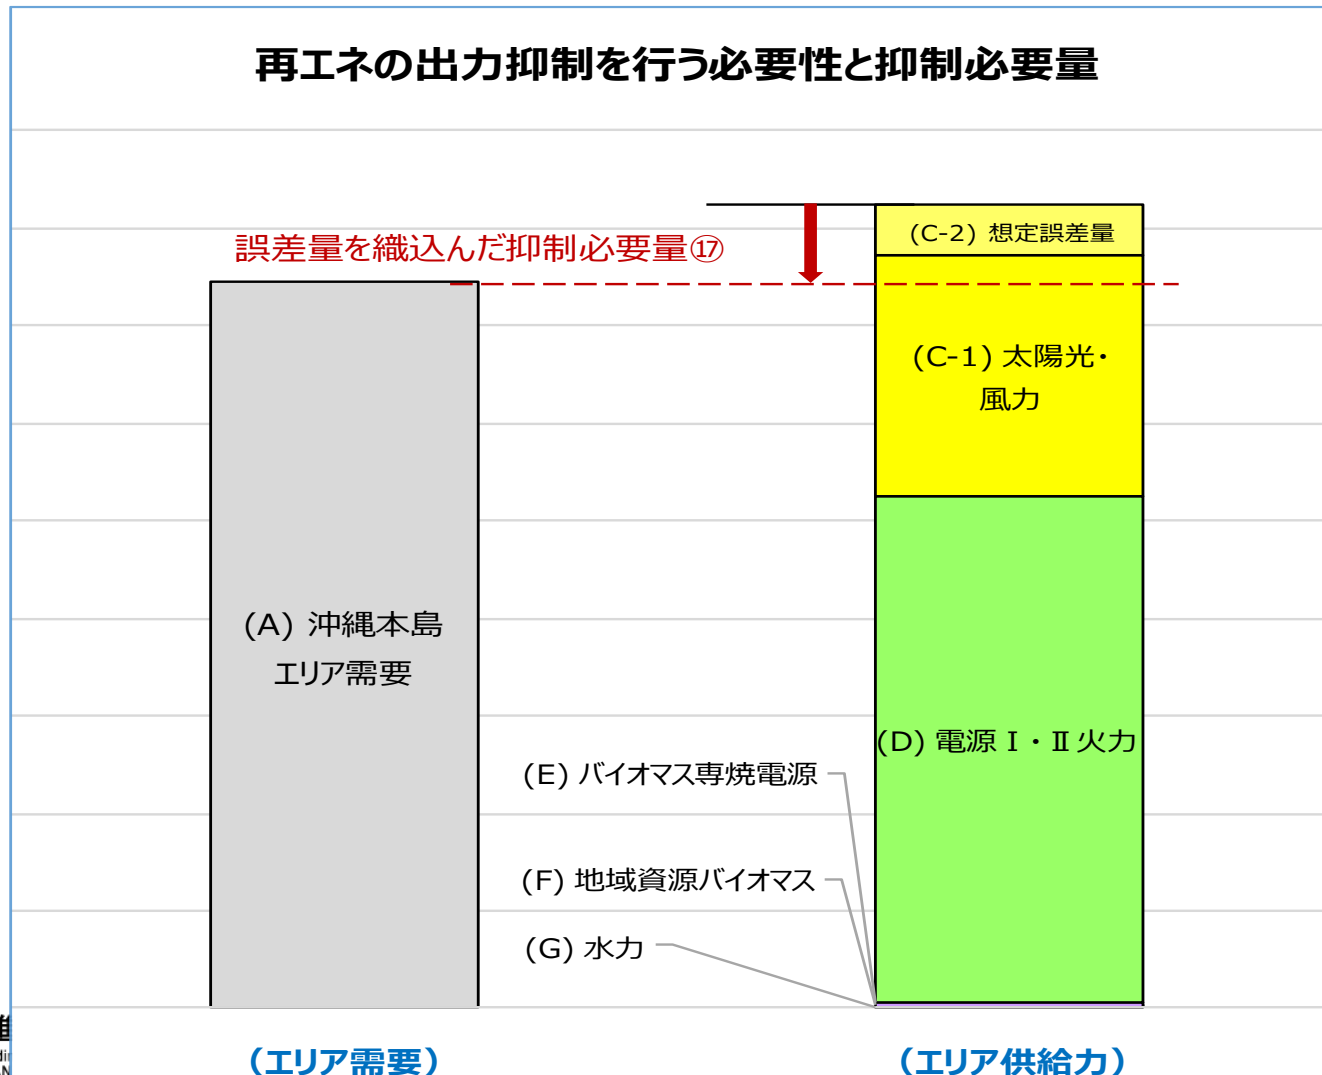 再エネの出力抑制を行う必要性と抑制必要量
(C-2) 想定誤差量
誤差量を織込んだ抑制必要量⑰
(C-1) 太陽光・
風力
(A) 沖縄本島
エリア需要
(D) 電源Ⅰ・Ⅱ火力
(E) バイオマス専焼電源
(F) 地域資源バイオマス
(G) 水力
（エリア需要）
（エリア供給力）